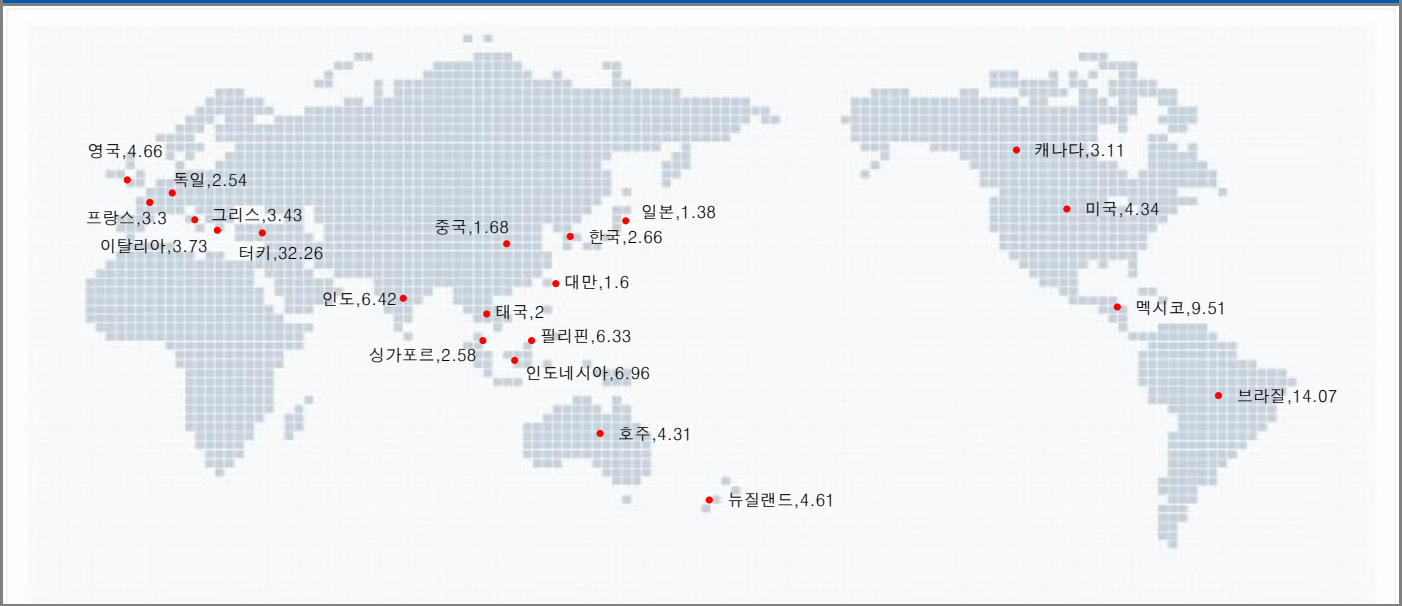 영국,4.66
캐나다,3.11
독일,2.54
프랑스,3.3
그리스,3.43
일본,1.38
미국,4.34
중국,1.68
한국,2.66
이탈리아,3.73
터키,32.26
대만,1.6
인도,6.42
태국,2
멕시코,9.51
필리핀,6.33
싱가포르,2.58
인도네시아,6.96
브라질,14.07
호주,4.31
뉴질랜드,4.61